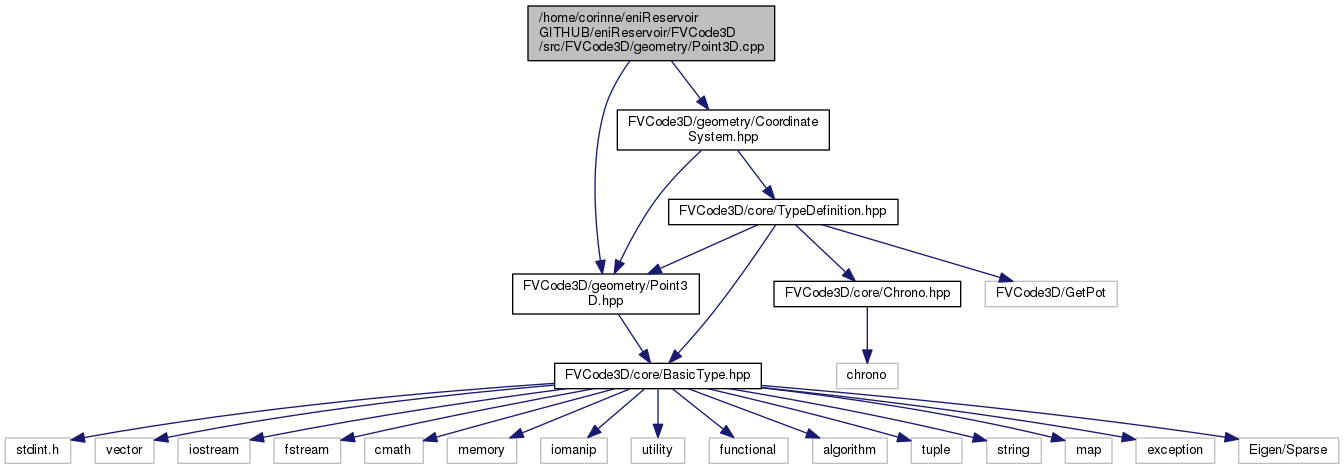 /home/corinne/eniReservoir
GITHUB/eniReservoir/FVCode3D
/src/FVCode3D/geometry/Point3D.cpp
FVCode3D/geometry/Coordinate
System.hpp
FVCode3D/core/TypeDefinition.hpp
FVCode3D/geometry/Point3
D.hpp
FVCode3D/core/Chrono.hpp
FVCode3D/GetPot
FVCode3D/core/BasicType.hpp
chrono
stdint.h
vector
iostream
fstream
cmath
memory
iomanip
utility
functional
algorithm
tuple
string
map
exception
Eigen/Sparse